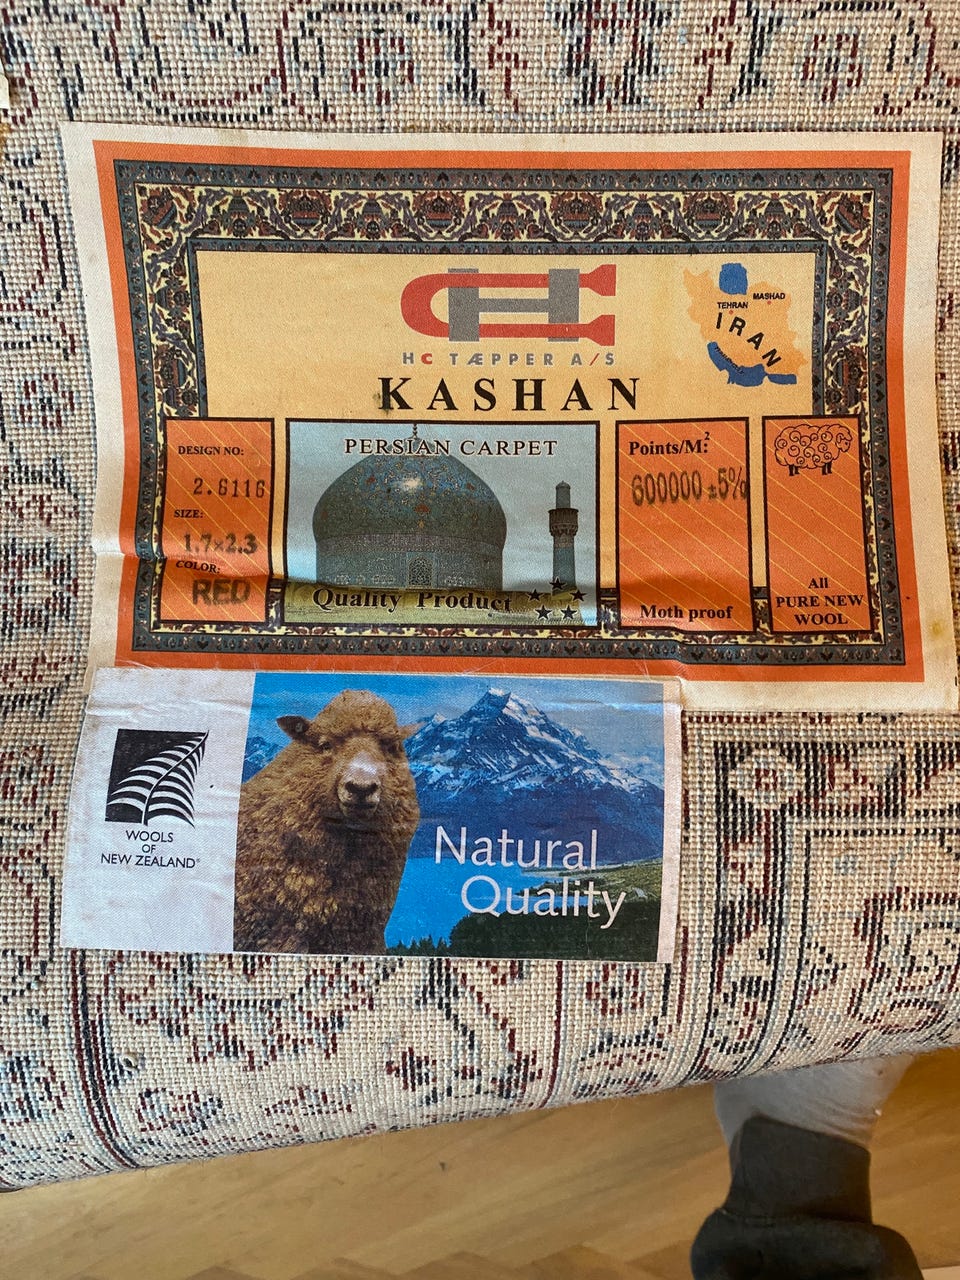 HC TÆPPER A/S
KASHAN
TEHRAN
MASHAD
IRAN
DESIGN NO:
2.6116
SIZE:
1.7×2.3
COLOR:
RED
PERSIAN CARPET
Quality Product
Points/M:²
600000 ±5%
Moth proof
All
PURE NEW
WOOL
WOOLS
OF
NEW ZEALAND®
Natural
Quality